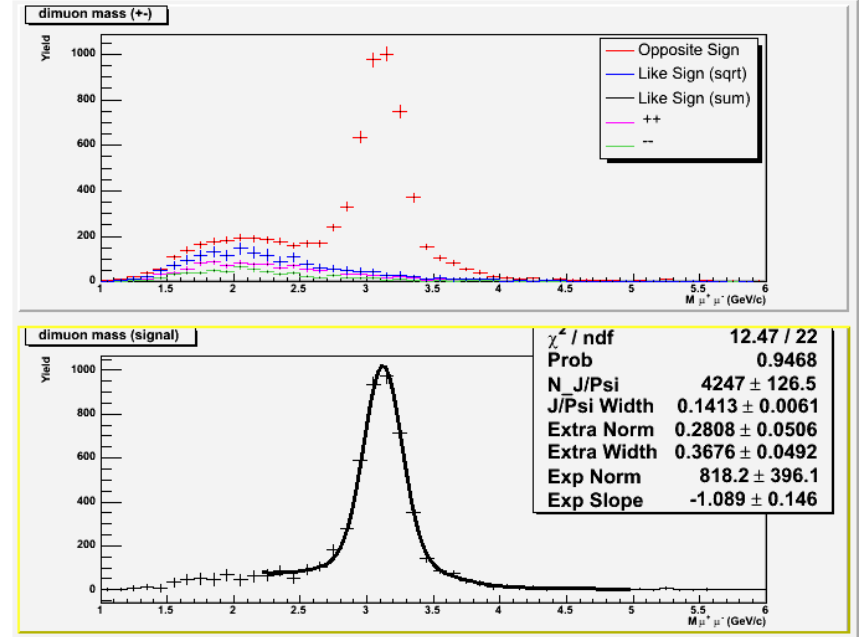 dimuon mass (+-)
Yield
1000
800
600
400
200
0
Opposite Sign
Like Sign (sqrt)
Like Sign (sum)
++
--
1 1.5 2 2.5 3 3.5 4 4.5 5 5.5 6
M μ⁺ μ⁻ (GeV/c)
dimuon mass (signal)
Yield
1000
800
600
400
200
0
χ² / ndf 12.47 / 22
Prob 0.9468
N_J/Psi 4247 ± 126.5
J/Psi Width 0.1413 ± 0.0061
Extra Norm 0.2808 ± 0.0506
Extra Width 0.3676 ± 0.0492
Exp Norm 818.2 ± 396.1
Exp Slope -1.089 ± 0.146
1 1.5 2 2.5 3 3.5 4 4.5 5 5.5 6
M μ⁺ μ⁻ (GeV/c)